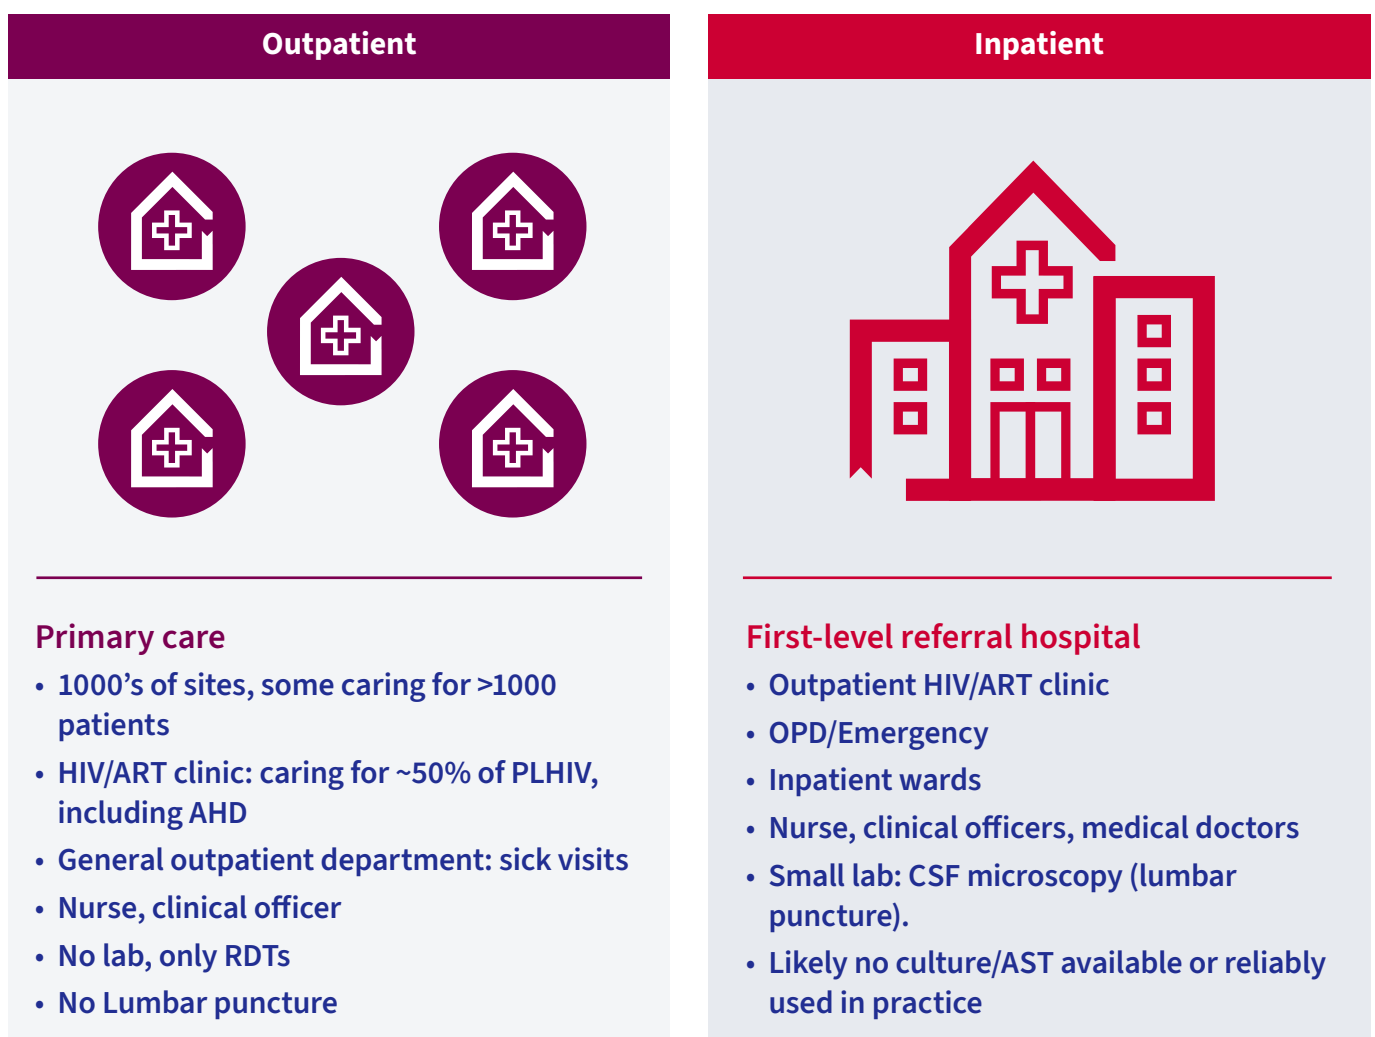 Outpatient
Primary care
• 1000’s of sites, some caring for >1000
patients
• HIV/ART clinic: caring for ~50% of PLHIV,
including AHD
• General outpatient department: sick visits
• Nurse, clinical officer
• No lab, only RDTs
• No Lumbar puncture
Inpatient
First-level referral hospital
• Outpatient HIV/ART clinic
• OPD/Emergency
• Inpatient wards
• Nurse, clinical officers, medical doctors
• Small lab: CSF microscopy (lumbar
puncture).
• Likely no culture/AST available or reliably
used in practice